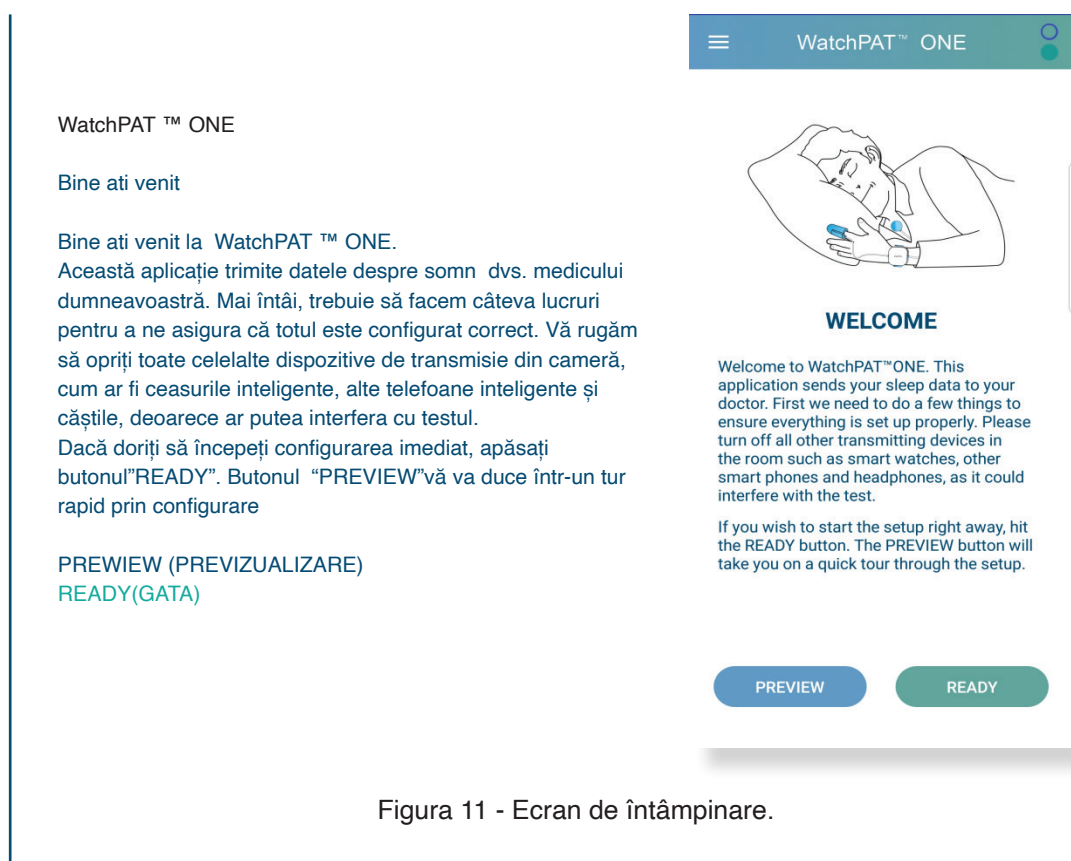 WatchPAT ™ ONE
Bine ati venit
Bine ati venit la  WatchPAT ™ ONE.
Această aplicație trimite datele despre somn  dvs. medicului
dumneavoastră. Mai întâi, trebuie să facem câteva lucruri
pentru a ne asigura că totul este configurat corect. Vă rugăm
să opriți toate celelalte dispozitive de transmisie din cameră,
cum ar fi ceasurile inteligente, alte telefoane inteligente și
căștile, deoarece ar putea interfera cu testul.
Dacă doriți să începeți configurarea imediat, apăsați
butonul”READY”. Butonul  “PREVIEW”vă va duce într-un tur
rapid prin configurare
PREWIEW (PREVIZUALIZARE)
READY(GATA)
WatchPAT™ ONE
WELCOME
Welcome to WatchPAT™ONE. This
application sends your sleep data to your
doctor. First we need to do a few things to
ensure everything is set up properly. Please
turn off all other transmitting devices in
the room such as smart watches, other
smart phones and headphones, as it could
interfere with the test.
If you wish to start the setup right away, hit
the READY button. The PREVIEW button will
take you on a quick tour through the setup.
PREVIEW
READY
Figura 11 - Ecran de întâmpinare.